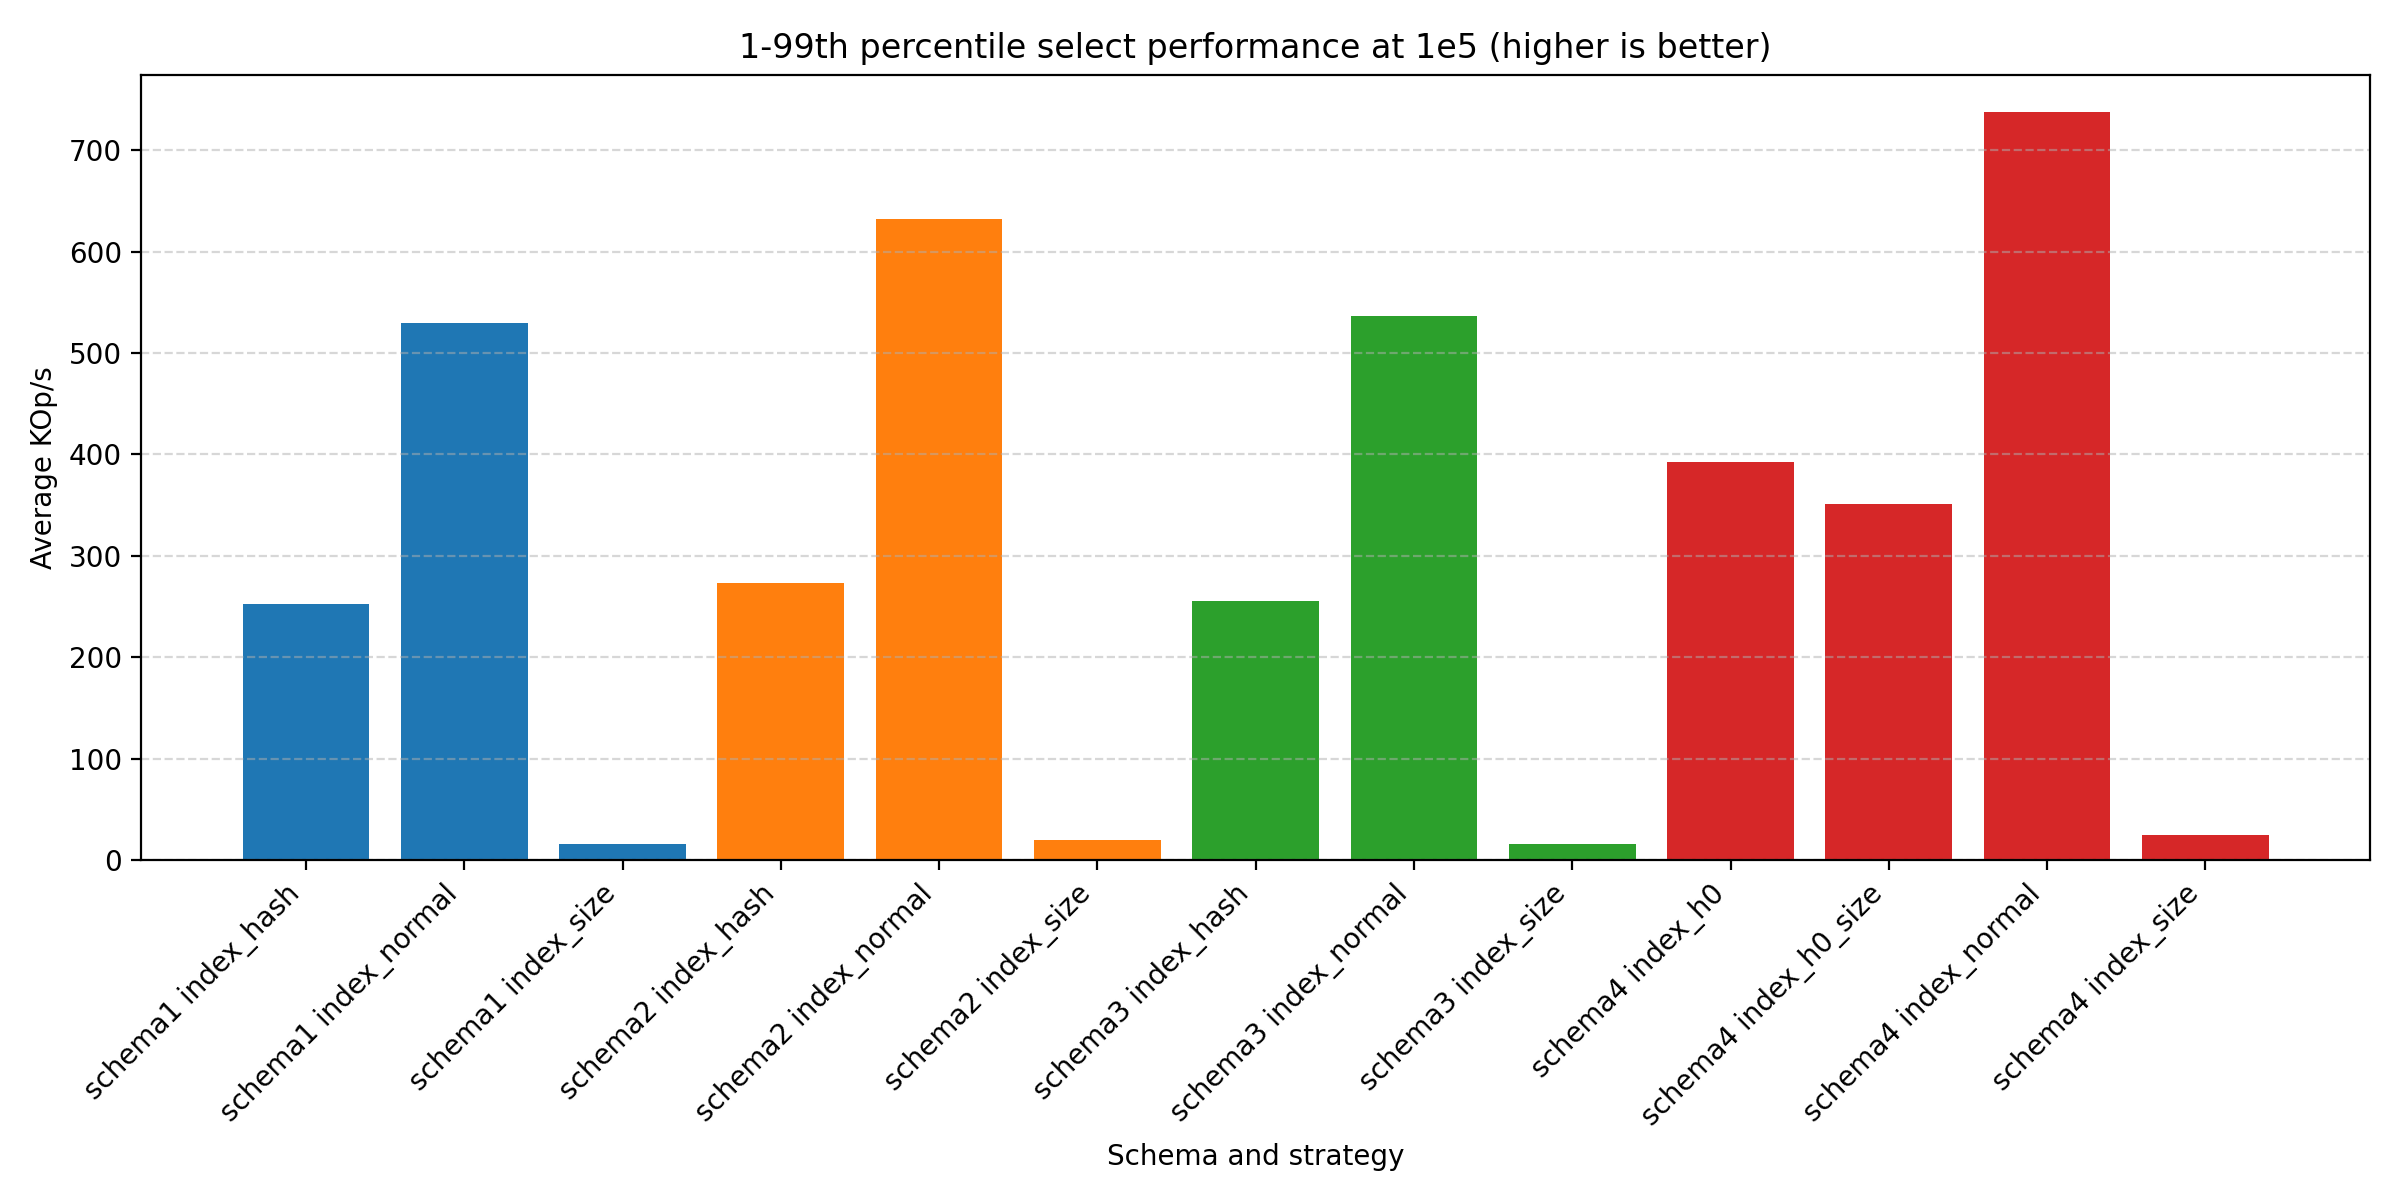 1-99th percentile select performance at 1e5 (higher is better)
Average KOp/s
700
600
500
400
300
200
100
0
schema1 index_hash
schema1 index_normal
schema1 index_size
schema2 index_hash
schema2 index_normal
schema2 index_size
schema3 index_hash
schema3 index_normal
schema3 index_size
schema4 index_h0
schema4 index_h0_size
schema4 index_normal
schema4 index_size
Schema and strategy